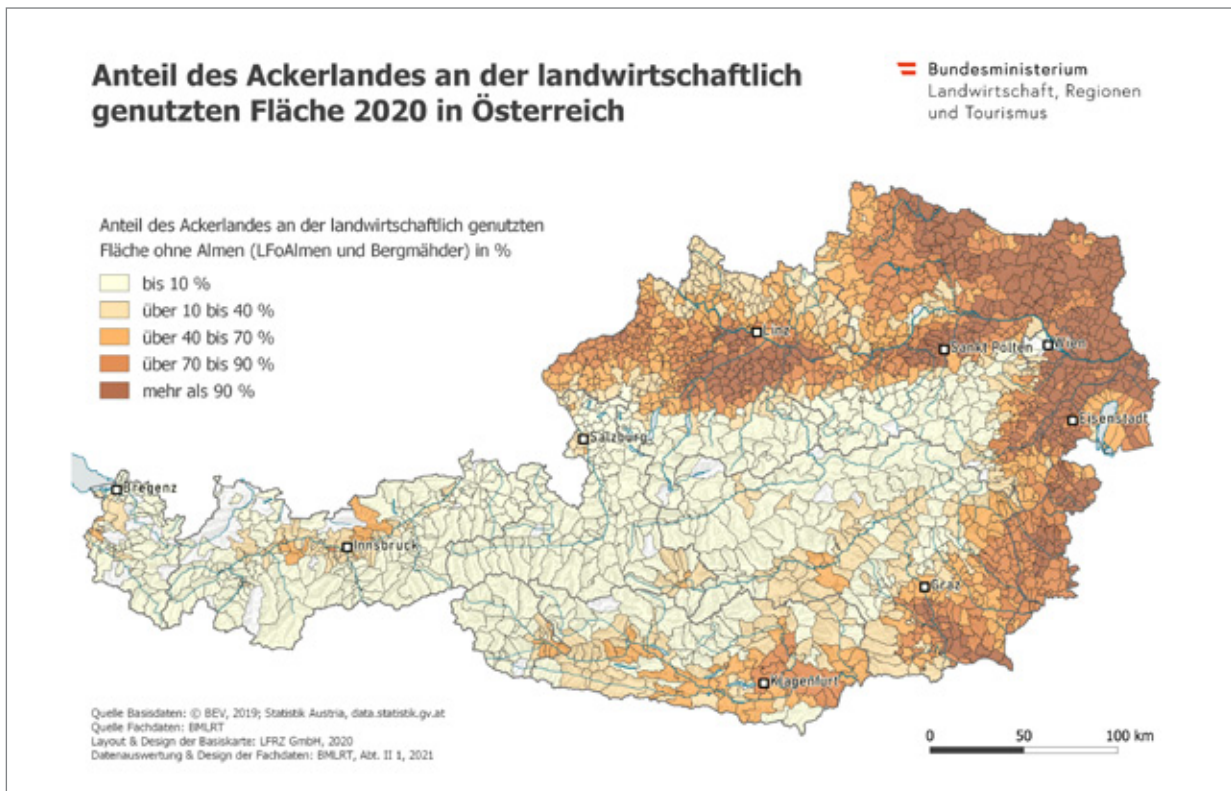 Anteil des Ackerlandes an der landwirtschaftlich
genutzten Fläche 2020 in Österreich
Bundesministerium
Landwirtschaft, Regionen
und Tourismus
Anteil des Ackerlandes an der landwirtschaftlich genutzten
Fläche ohne Almen (LFoAlmen und Bergmähder) in %
bis 10 %
über 10 bis 40 %
über 40 bis 70 %
über 70 bis 90 %
mehr als 90 %
Linz
Sankt Pölten
Wien
Eisenstadt
Salzburg
Bregenz
Innsbruck
Graz
Klagenfurt
Quelle Basisdaten: © BEV, 2019; Statistik Austria, data.statistik.gv.at
Quelle Fachdaten: BMLRT
Layout & Design der Basiskarte: LFRZ GmbH, 2020
Datenauswertung & Design der Fachdaten: BMLRT, Abt. II 1, 2021
0 50 100 km